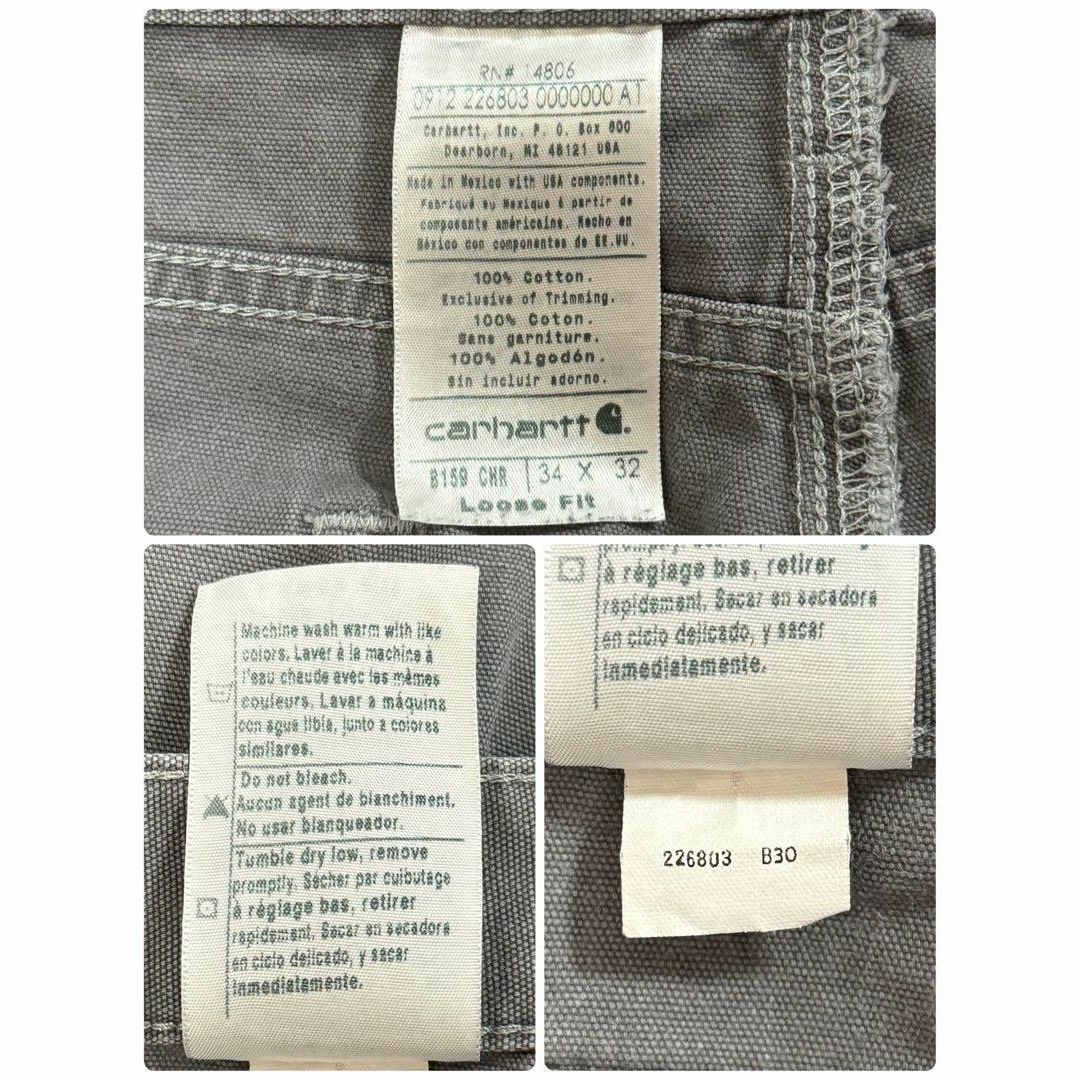 RN# 14806
0912 226803 0000000 A1
Carhartt, Inc. P. O. Box 600
Dearborn, MI 48121 USA
Made in Mexico with USA components.
Fabriqué au Mexique à partir de
composants américains. Hecho en
México con componentes de EE.UU.
100% Cotton.
Exclusive of Trimming.
100% Coton.
Sans garniture.
100% Algodón.
Sin incluir adorno.
carhartt
B159 CHR 34 X 32
Loose Fit
Machine wash warm with like
colors. Laver à la machine à
l'eau chaude avec les mêmes
couleurs. Lavar a máquina
con agua tibia, junto a colores
similares.
Do not bleach.
Aucun agent de blanchiment.
No usar blanqueador.
Tumble dry low, remove
promptly. Sécher par culbutage
à réglage bas, retirer
rapidement. Secar en secadora
en ciclo delicado, y sacar
inmediatamente.
à réglage bas, retirer
rapidement. Secar en secadora
en ciclo delicado, y sacar
inmediatamente.
226803 B30